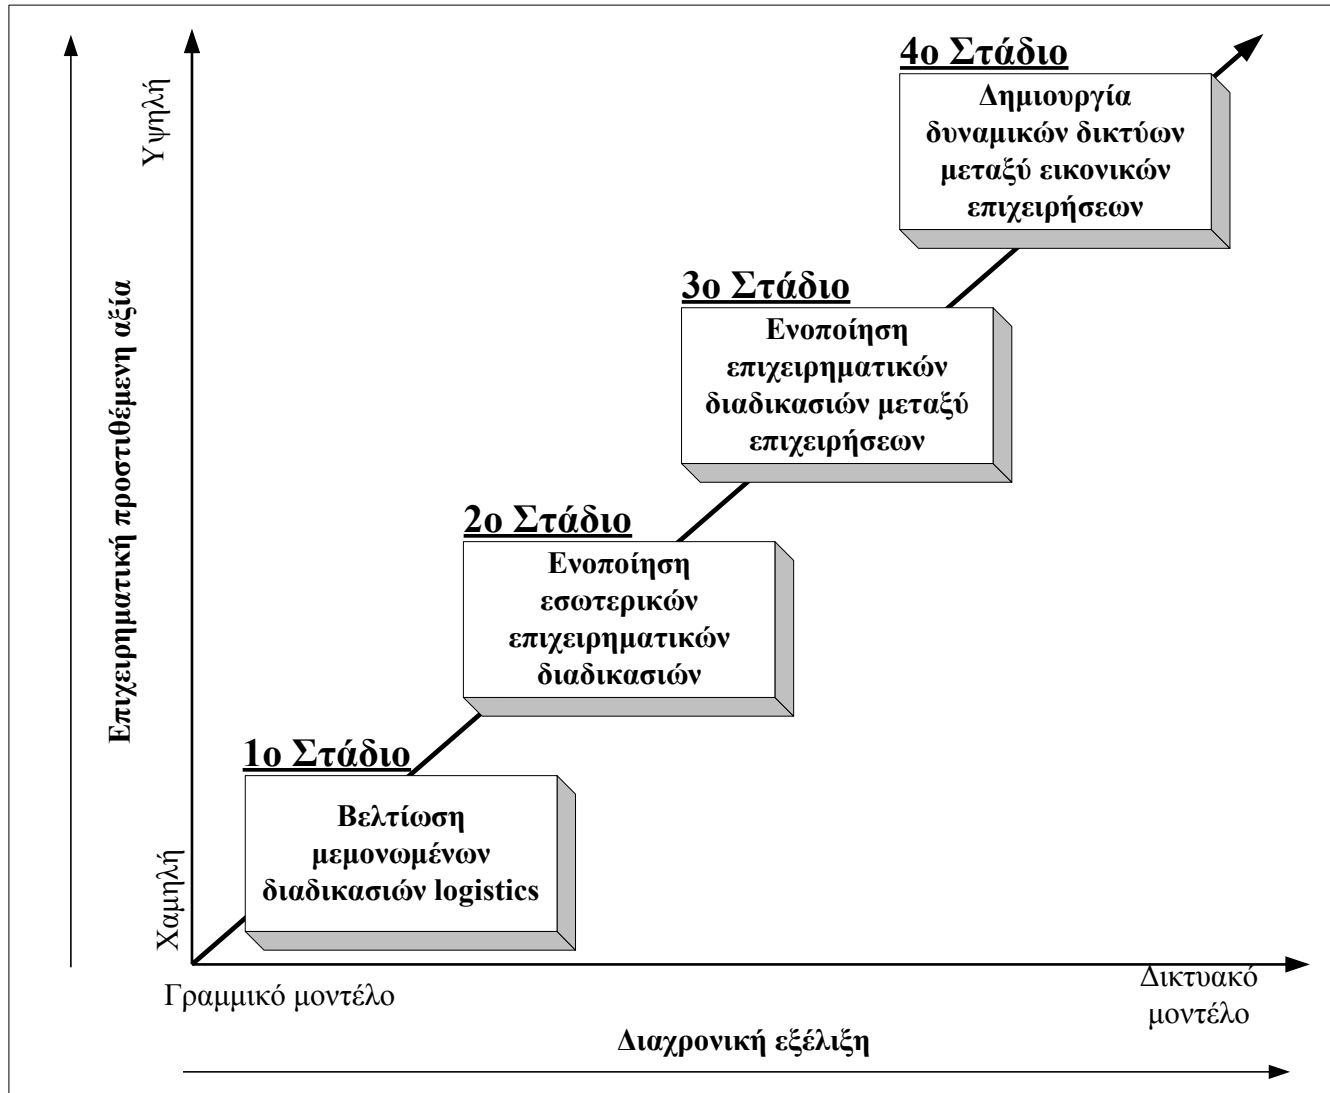 4ο Στάδιο
Δημιουργία
δυναμικών δικτύων
μεταξύ εικονικών
επιχειρήσεων
3ο Στάδιο
Ενοποίηση
επιχειρηματικών
διαδικασιών μεταξύ
επιχειρήσεων
2ο Στάδιο
Ενοποίηση
εσωτερικών
επιχειρηματικών
διαδικασιών
1ο Στάδιο
Βελτίωση
μεμονωμένων
διαδικασιών logistics
Υψηλή
Επιχειρηματική προστιθέμενη αξία
Χαμηλή
Γραμμικό μοντέλο
Δικτυακό
μοντέλο
Διαχρονική εξέλιξη